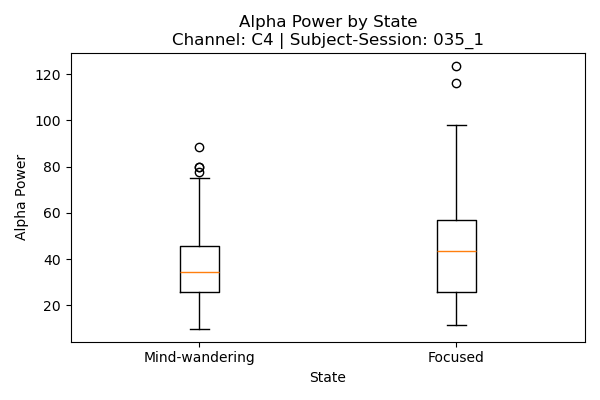 Alpha Power by State
Channel: C4 | Subject-Session: 035_1
120
100
80
60
40
20
Alpha Power
Mind-wandering
Focused
State